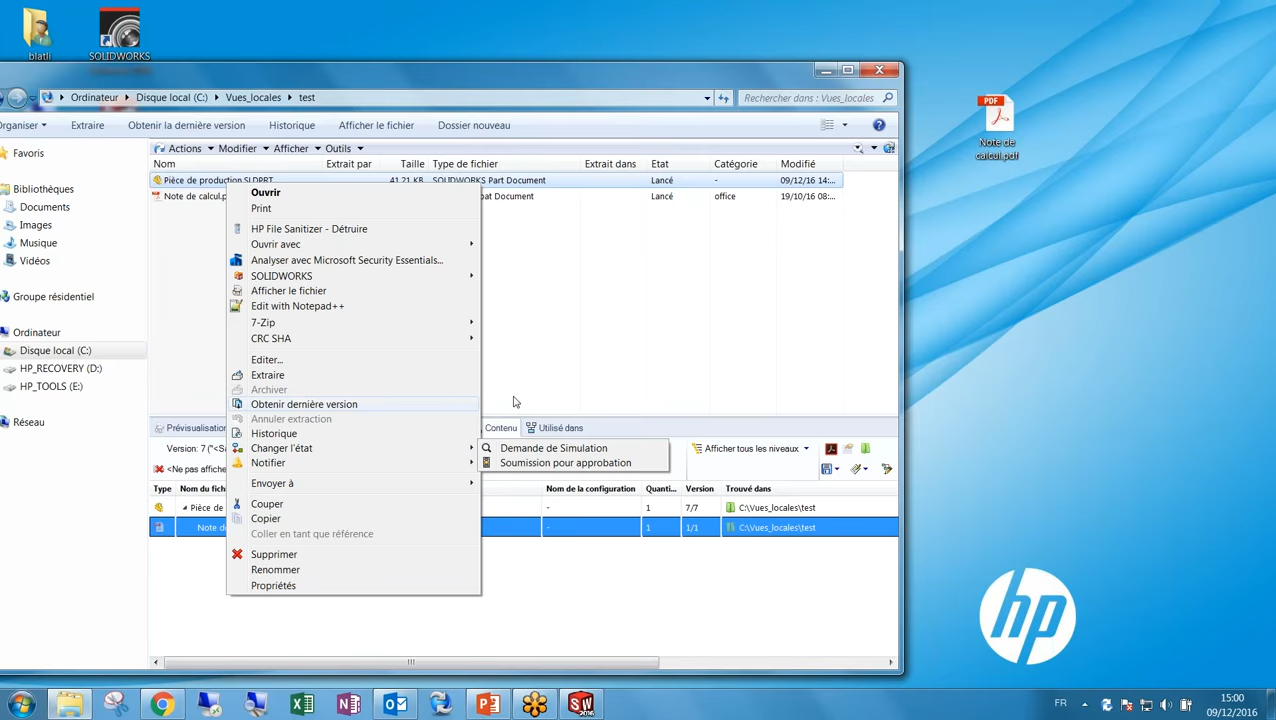 blatli
SOLIDWORKS
Ordinateur
Disque local (C:)
Vues_locales
test
Rechercher dans : Vues_locales
Organiser
Extraire
Obtenir la dernière version
Historique
Afficher le fichier
Dossier nouveau
PDF
Note de
calcul.pdf
Favoris
Actions
Modifier
Afficher
Outils
Nom
Extrait par
Taille
Type de fichier
Extrait dans
Etat
Catégorie
Modifié
Pièce de production.SLDPRT
41.21 KB
SOLIDWORKS Part Document
Lancé
-
09/12/16 14:...
Note de calcul.p
bat Document
Lancé
office
19/10/16 08:...
Bibliothèques
Documents
Images
Musique
Vidéos
Groupe résidentiel
Ordinateur
Disque local (C:)
HP_RECOVERY (D:)
HP_TOOLS (E:)
Réseau
Ouvrir
Print
HP File Sanitizer - Détruire
Ouvrir avec
Analyser avec Microsoft Security Essentials...
SOLIDWORKS
Afficher le fichier
Edit with Notepad++
7-Zip
CRC SHA
Editer...
Extraire
Archiver
Obtenir dernière version
Annuler extraction
Historique
Changer l'état
Notifier
Envoyer à
Couper
Copier
Coller en tant que référence
Supprimer
Renommer
Propriétés
Demande de Simulation
Soumission pour approbation
Prévisualisation
Contenu
Utilisé dans
Version: 7 ("<Sa
Afficher tous les niveaux
<Ne pas affiche
Type
Nom du fich
Nom de la configuration
Quanti...
Version
Trouvé dans
Pièce de
-
1
7/7
C:\Vues_locales\test
Note de
-
1
1/1
C:\Vues_locales\test
hp
SW
2016
FR
15:00
09/12/2016